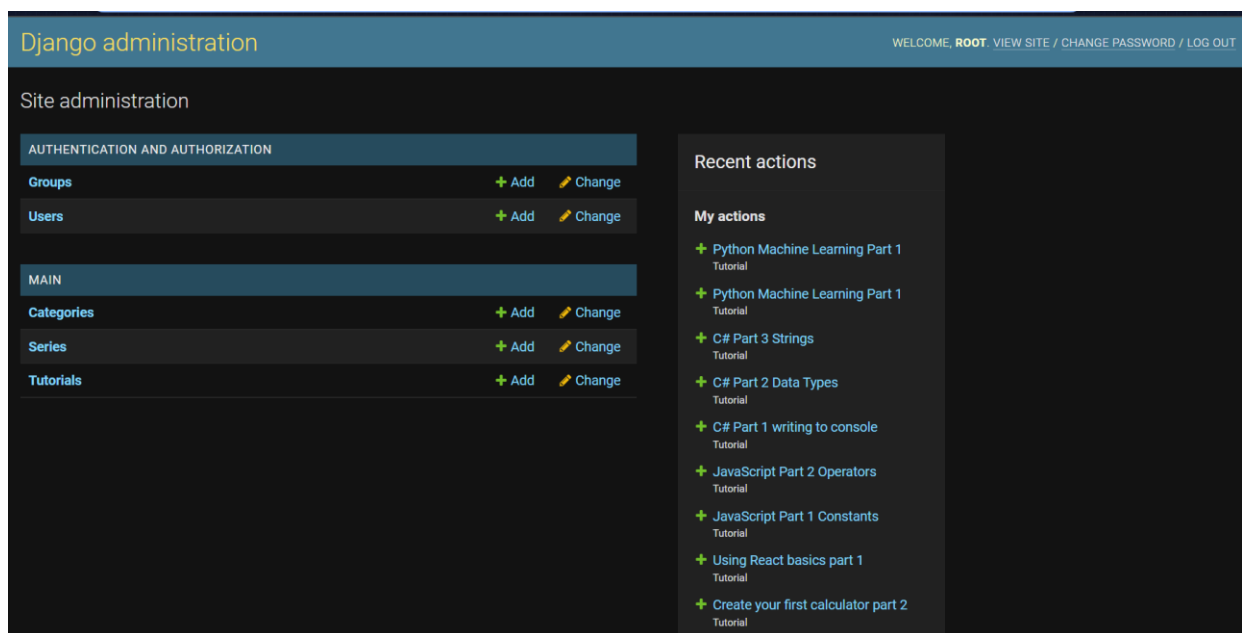 Django administration
WELCOME, ROOT. VIEW SITE / CHANGE PASSWORD / LOG OUT
Site administration
AUTHENTICATION AND AUTHORIZATION
Groups Add Change
Users Add Change
MAIN
Categories Add Change
Series Add Change
Tutorials Add Change
Recent actions
My actions
Python Machine Learning Part 1
Tutorial
Python Machine Learning Part 1
Tutorial
C# Part 3 Strings
Tutorial
C# Part 2 Data Types
Tutorial
C# Part 1 writing to console
Tutorial
JavaScript Part 2 Operators
Tutorial
JavaScript Part 1 Constants
Tutorial
Using React basics part 1
Tutorial
Create your first calculator part 2
Tutorial